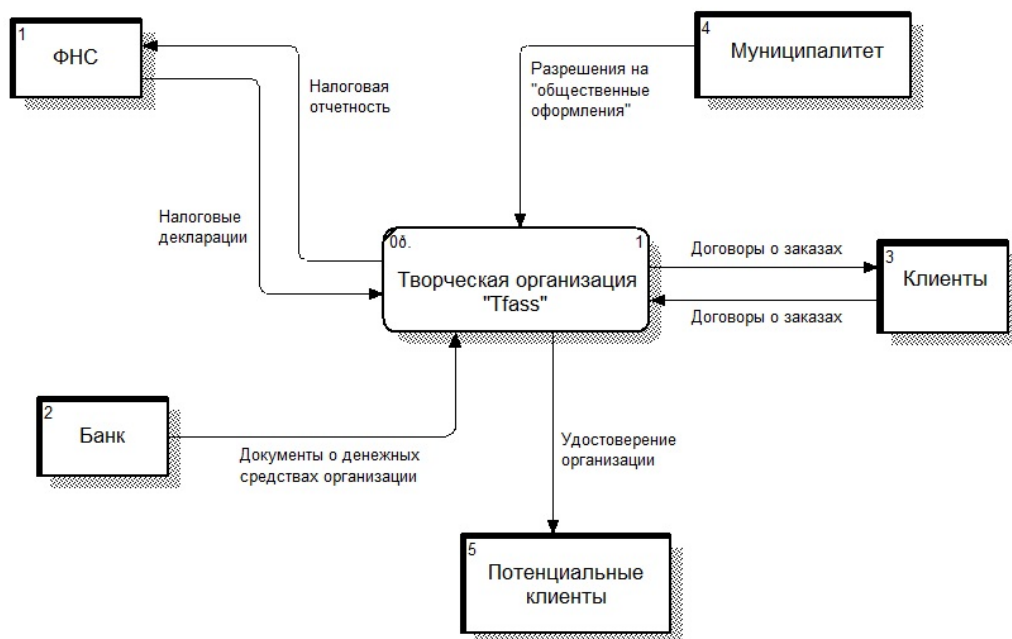 1
ФНС
4
Муниципалитет
Налоговая
отчетность
Разрешения на
"общественные
оформления"
Налоговые
декларации
0ð.
1
Творческая организация
"Tfass"
Договоры о заказах
3
Клиенты
Договоры о заказах
2
Банк
Документы о денежных
средствах организации
Удостоверение
организации
5
Потенциальные
клиенты